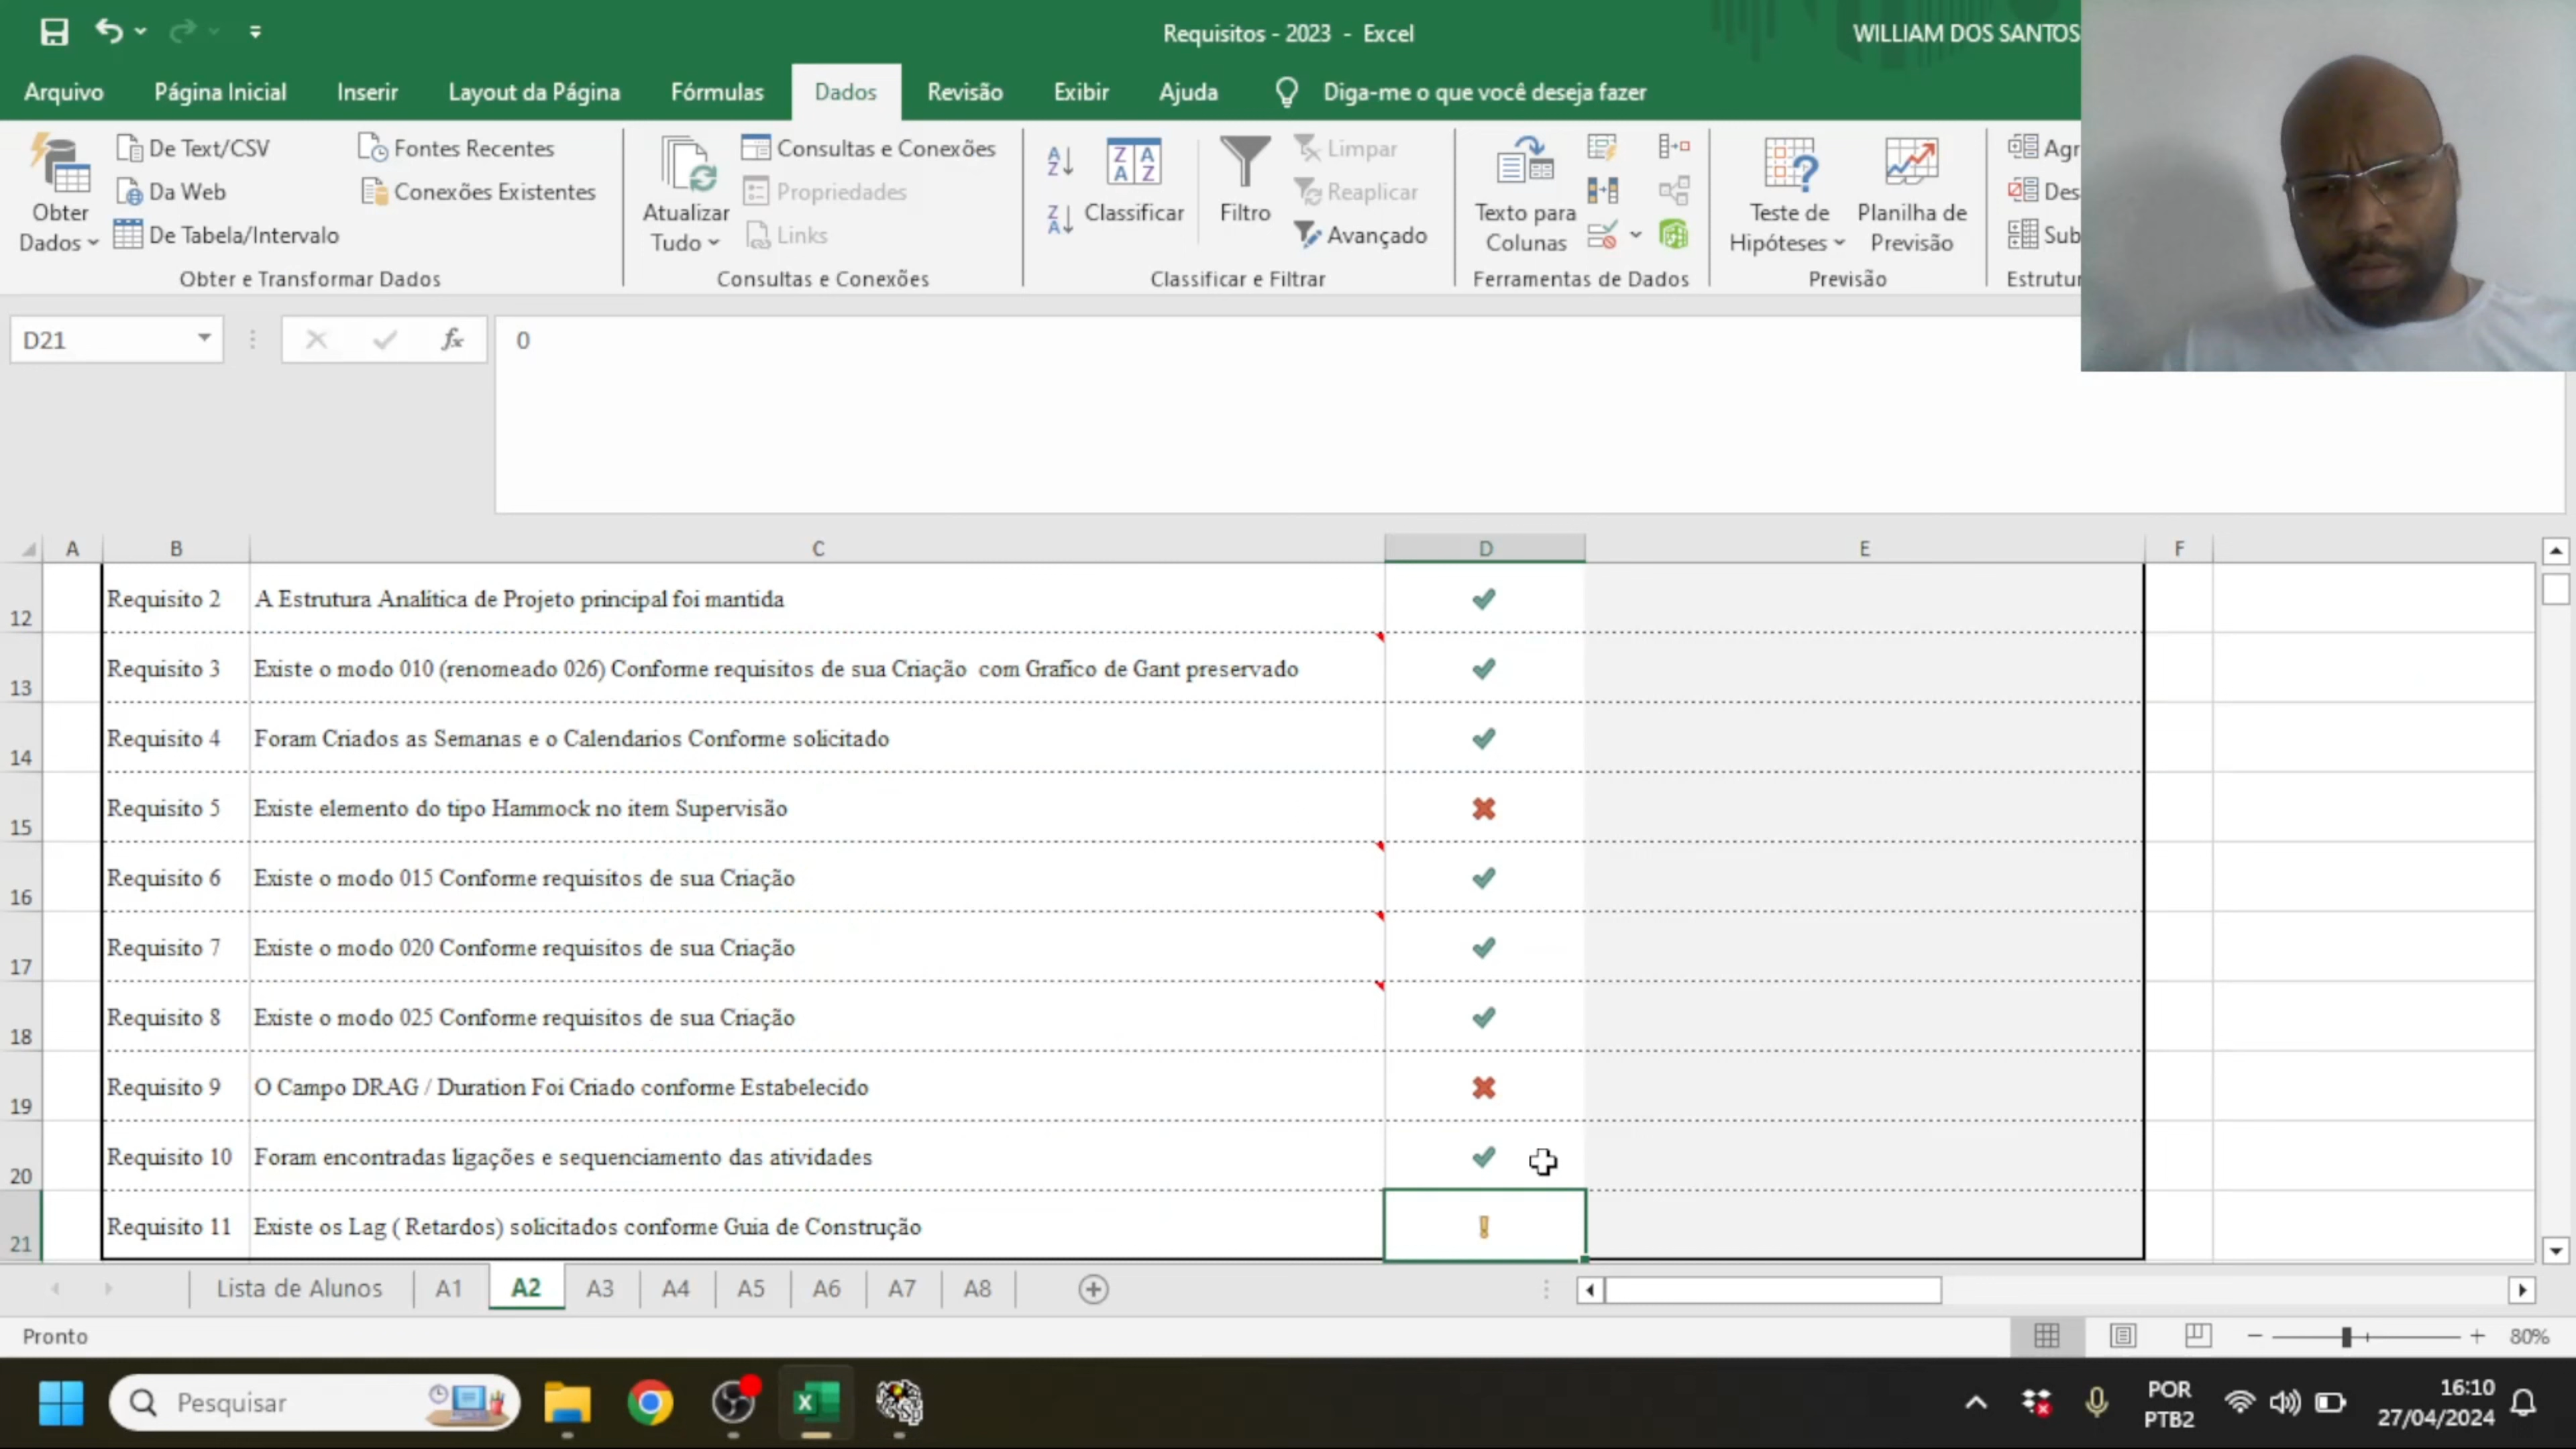 Requisitos - 2023 - Excel
WILLIAM DOS SANTOS
Arquivo Página Inicial Inserir Layout da Página Fórmulas Dados Revisão Exibir Ajuda Diga-me o que você deseja fazer
De Text/CSV Fontes Recentes Consultas e Conexões Limpar
Da Web Conexões Existentes Propriedades Reaplicar
De Tabela/Intervalo Links Avançado
Obter Dados
Atualizar Tudo
Classificar
Filtro
Texto para Colunas
Teste de Hipóteses
Planilha de Previsão
Agr
Des
Sub
Obter e Transformar Dados Consultas e Conexões Classificar e Filtrar Ferramentas de Dados Previsão Estrutur
D21 fx 0
A B C D E F
12 Requisito 2 A Estrutura Analítica de Projeto principal foi mantida
13 Requisito 3 Existe o modo 010 (renomeado 026) Conforme requisitos de sua Criação com Grafico de Gant preservado
14 Requisito 4 Foram Criados as Semanas e o Calendarios Conforme solicitado
15 Requisito 5 Existe elemento do tipo Hammock no item Supervisão
16 Requisito 6 Existe o modo 015 Conforme requisitos de sua Criação
17 Requisito 7 Existe o modo 020 Conforme requisitos de sua Criação
18 Requisito 8 Existe o modo 025 Conforme requisitos de sua Criação
19 Requisito 9 O Campo DRAG / Duration Foi Criado conforme Estabelecido
20 Requisito 10 Foram encontradas ligações e sequenciamento das atividades
21 Requisito 11 Existe os Lag ( Retardos) solicitados conforme Guia de Construção
Lista de Alunos A1 A2 A3 A4 A5 A6 A7 A8
Pronto 80%
Pesquisar
POR
PTB2
16:10
27/04/2024